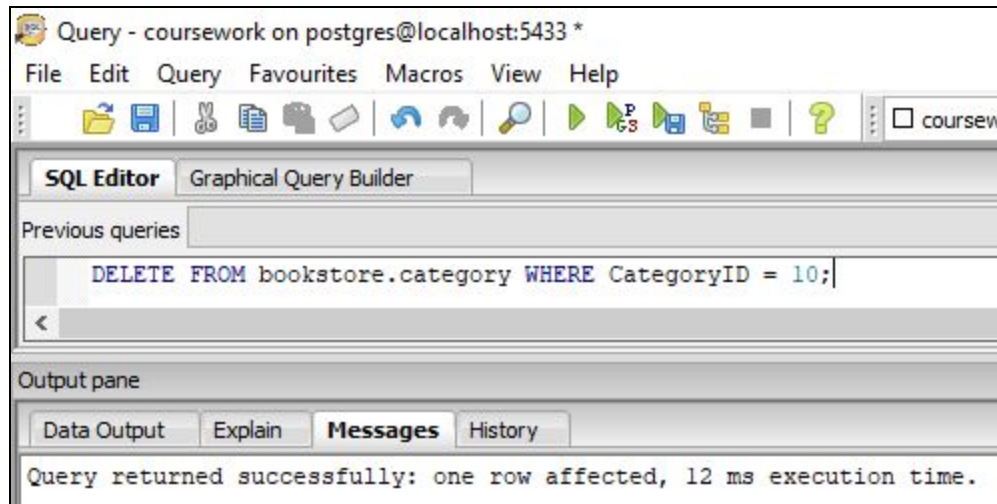 Query - coursework on postgres@localhost:5433 *
File Edit Query Favourites Macros View Help
coursew
SQL Editor Graphical Query Builder
Previous queries
DELETE FROM bookstore.category WHERE CategoryID = 10;
Output pane
Data Output Explain Messages History
Query returned successfully: one row affected, 12 ms execution time.